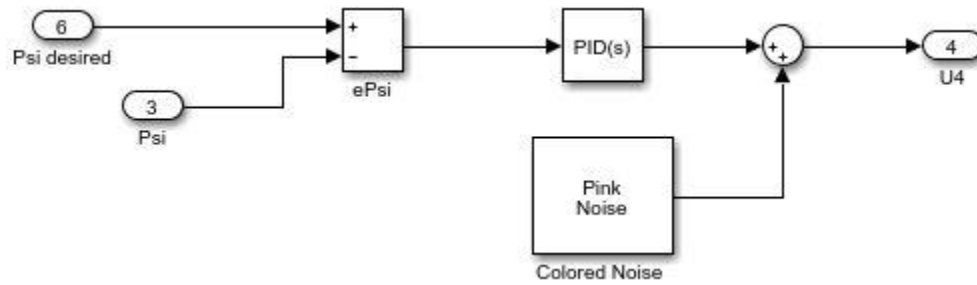 6
Psi desired
3
Psi
+
−
ePsi
PID(s)
+
+
4
U4
Pink
Noise
Colored Noise